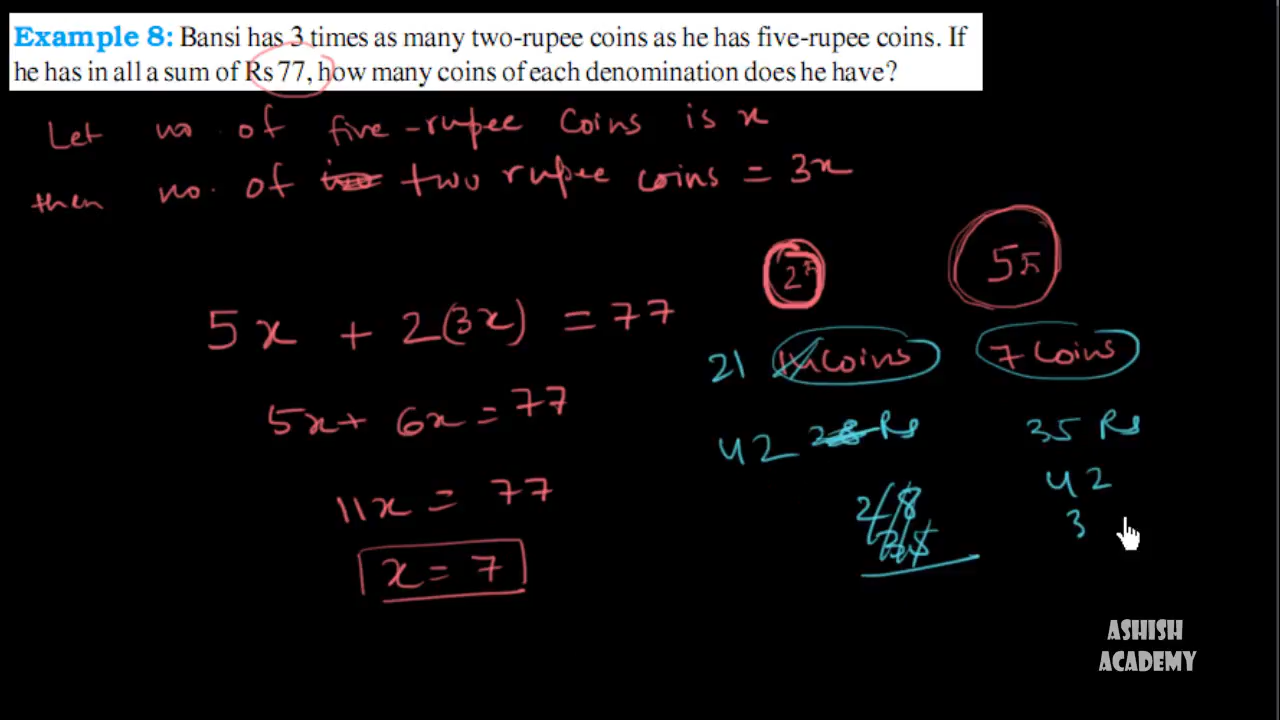 Example 8: Bansi has 3 times as many two-rupee coins as he has five-rupee coins. If
he has in all a sum of Rs 77, how many coins of each denomination does he have?
Let no of five-rupee coins is x
then no. of two rupee coins = 3x
2₹ 5₹
5x + 2(3x) = 77
21 coins 7 coins
5x + 6x = 77
42 Rs 35 Rs
11x = 77
42
3
x = 7
ASHISH
ACADEMY